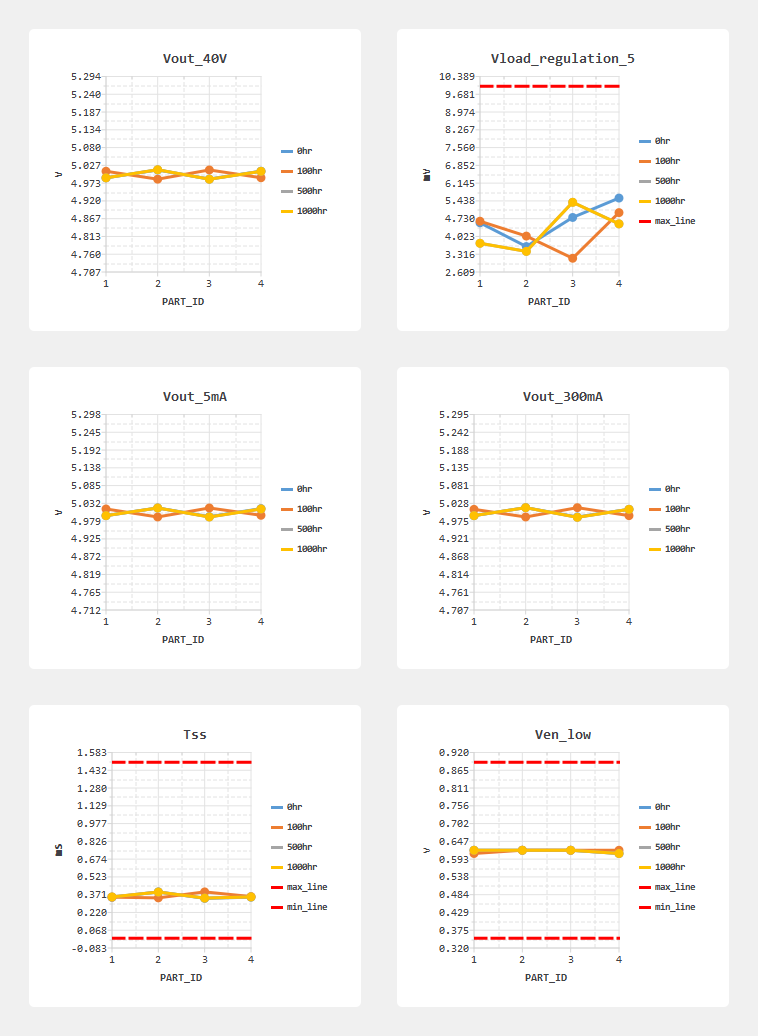 Vout_40V
5.294
5.240
5.187
5.134
5.080
5.027
4.973
4.920
4.867
4.813
4.760
4.707
V
1 2 3 4
PART_ID
0hr
100hr
500hr
1000hr
Vload_regulation_5
10.389
9.681
8.974
8.267
7.560
6.852
6.145
5.438
4.730
4.023
3.316
2.609
mV
1 2 3 4
PART_ID
0hr
100hr
500hr
1000hr
max_line
Vout_5mA
5.298
5.245
5.192
5.138
5.085
5.032
4.979
4.925
4.872
4.819
4.765
4.712
V
1 2 3 4
PART_ID
0hr
100hr
500hr
1000hr
Vout_300mA
5.295
5.242
5.188
5.135
5.081
5.028
4.975
4.921
4.868
4.814
4.761
4.707
V
1 2 3 4
PART_ID
0hr
100hr
500hr
1000hr
Tss
1.583
1.432
1.280
1.129
0.977
0.826
0.674
0.523
0.371
0.220
0.068
-0.083
mS
1 2 3 4
PART_ID
0hr
100hr
500hr
1000hr
max_line
min_line
Ven_low
0.920
0.865
0.811
0.756
0.702
0.647
0.593
0.538
0.484
0.429
0.375
0.320
V
1 2 3 4
PART_ID
0hr
100hr
500hr
1000hr
max_line
min_line